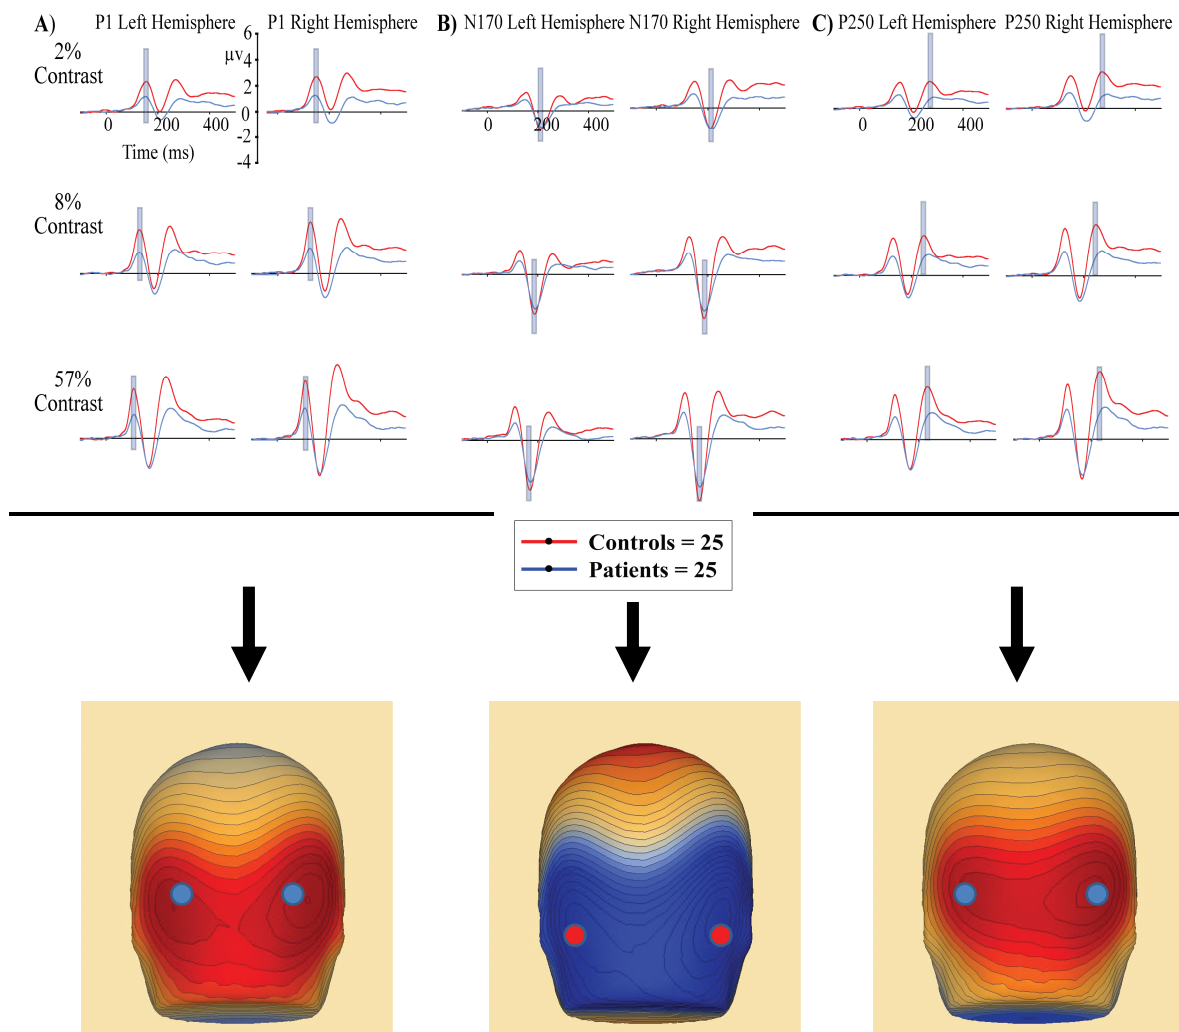 A) P1 Left Hemisphere P1 Right Hemisphere B) N170 Left Hemisphere N170 Right Hemisphere C) P250 Left Hemisphere P250 Right Hemisphere
2%
Contrast
μv
6
4
2
0
-2
-4
0 200 400
Time (ms)
0 200 400
0 200 400
8%
Contrast
57%
Contrast
Controls = 25
Patients = 25